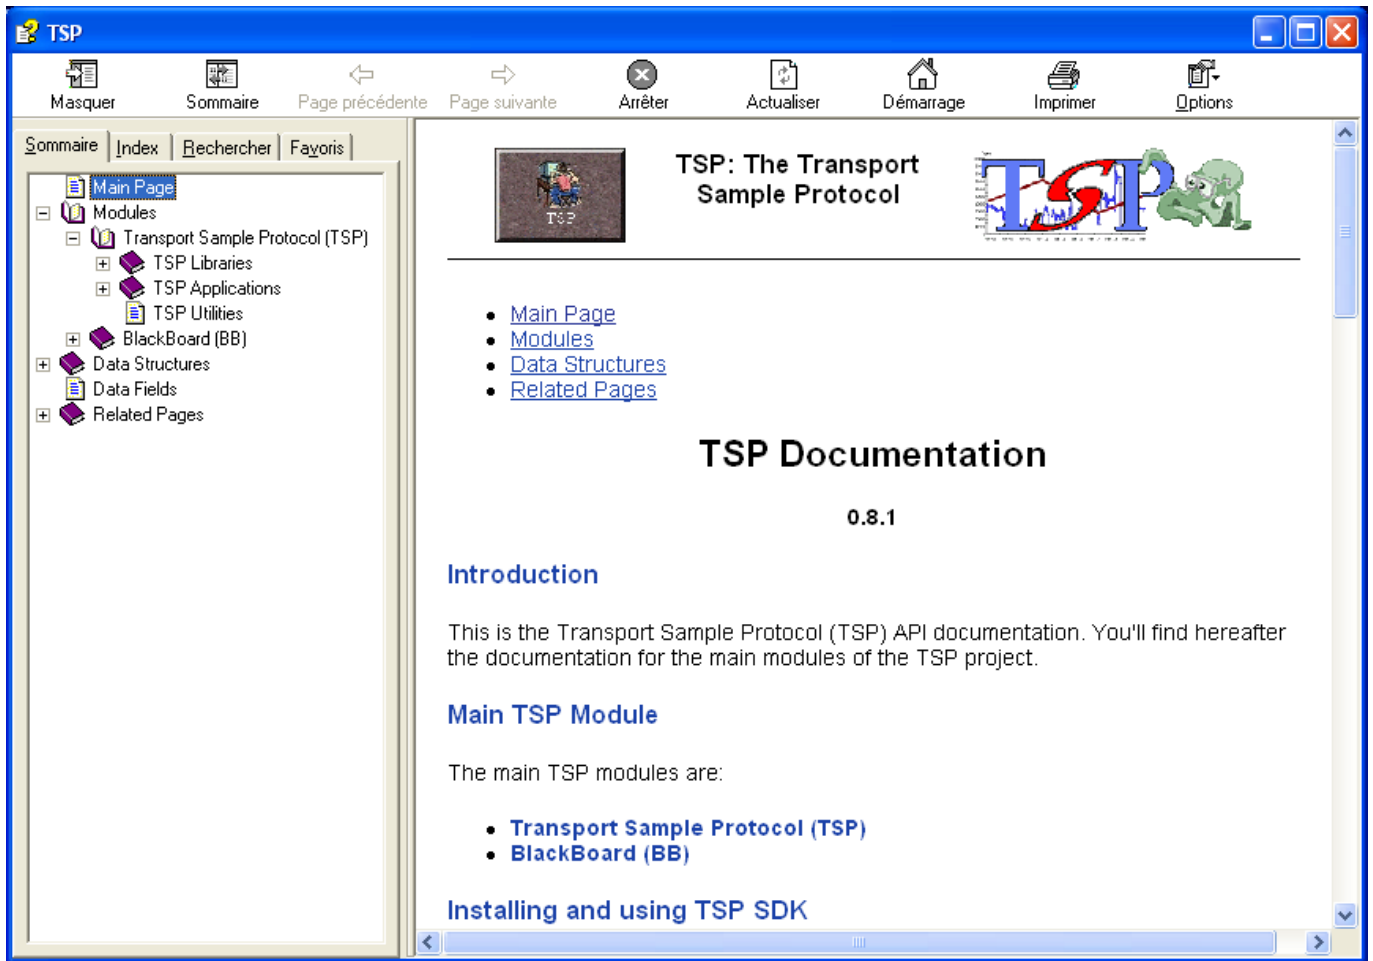 TSP
Masquer
Sommaire
Page précédente
Page suivante
Arrêter
Actualiser
Démarrage
Imprimer
Options
Sommaire
Index
Rechercher
Favoris
Main Page
Modules
Transport Sample Protocol (TSP)
TSP Libraries
TSP Applications
TSP Utilities
BlackBoard (BB)
Data Structures
Data Fields
Related Pages
TSP
TSP: The Transport
Sample Protocol
TSP
Main Page
Modules
Data Structures
Related Pages
TSP Documentation
0.8.1
Introduction
This is the Transport Sample Protocol (TSP) API documentation. You'll find hereafter
the documentation for the main modules of the TSP project.
Main TSP Module
The main TSP modules are:
Transport Sample Protocol (TSP)
BlackBoard (BB)
Installing and using TSP SDK